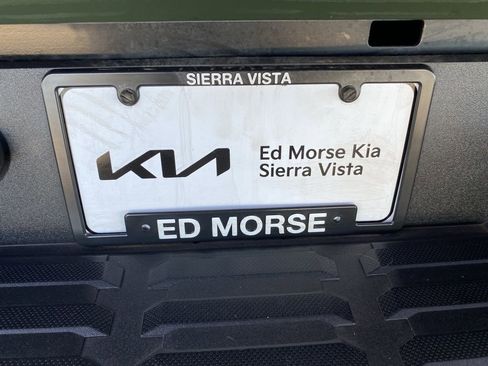 SIERRA VISTA
KIA
Ed Morse Kia
Sierra Vista
ED MORSE